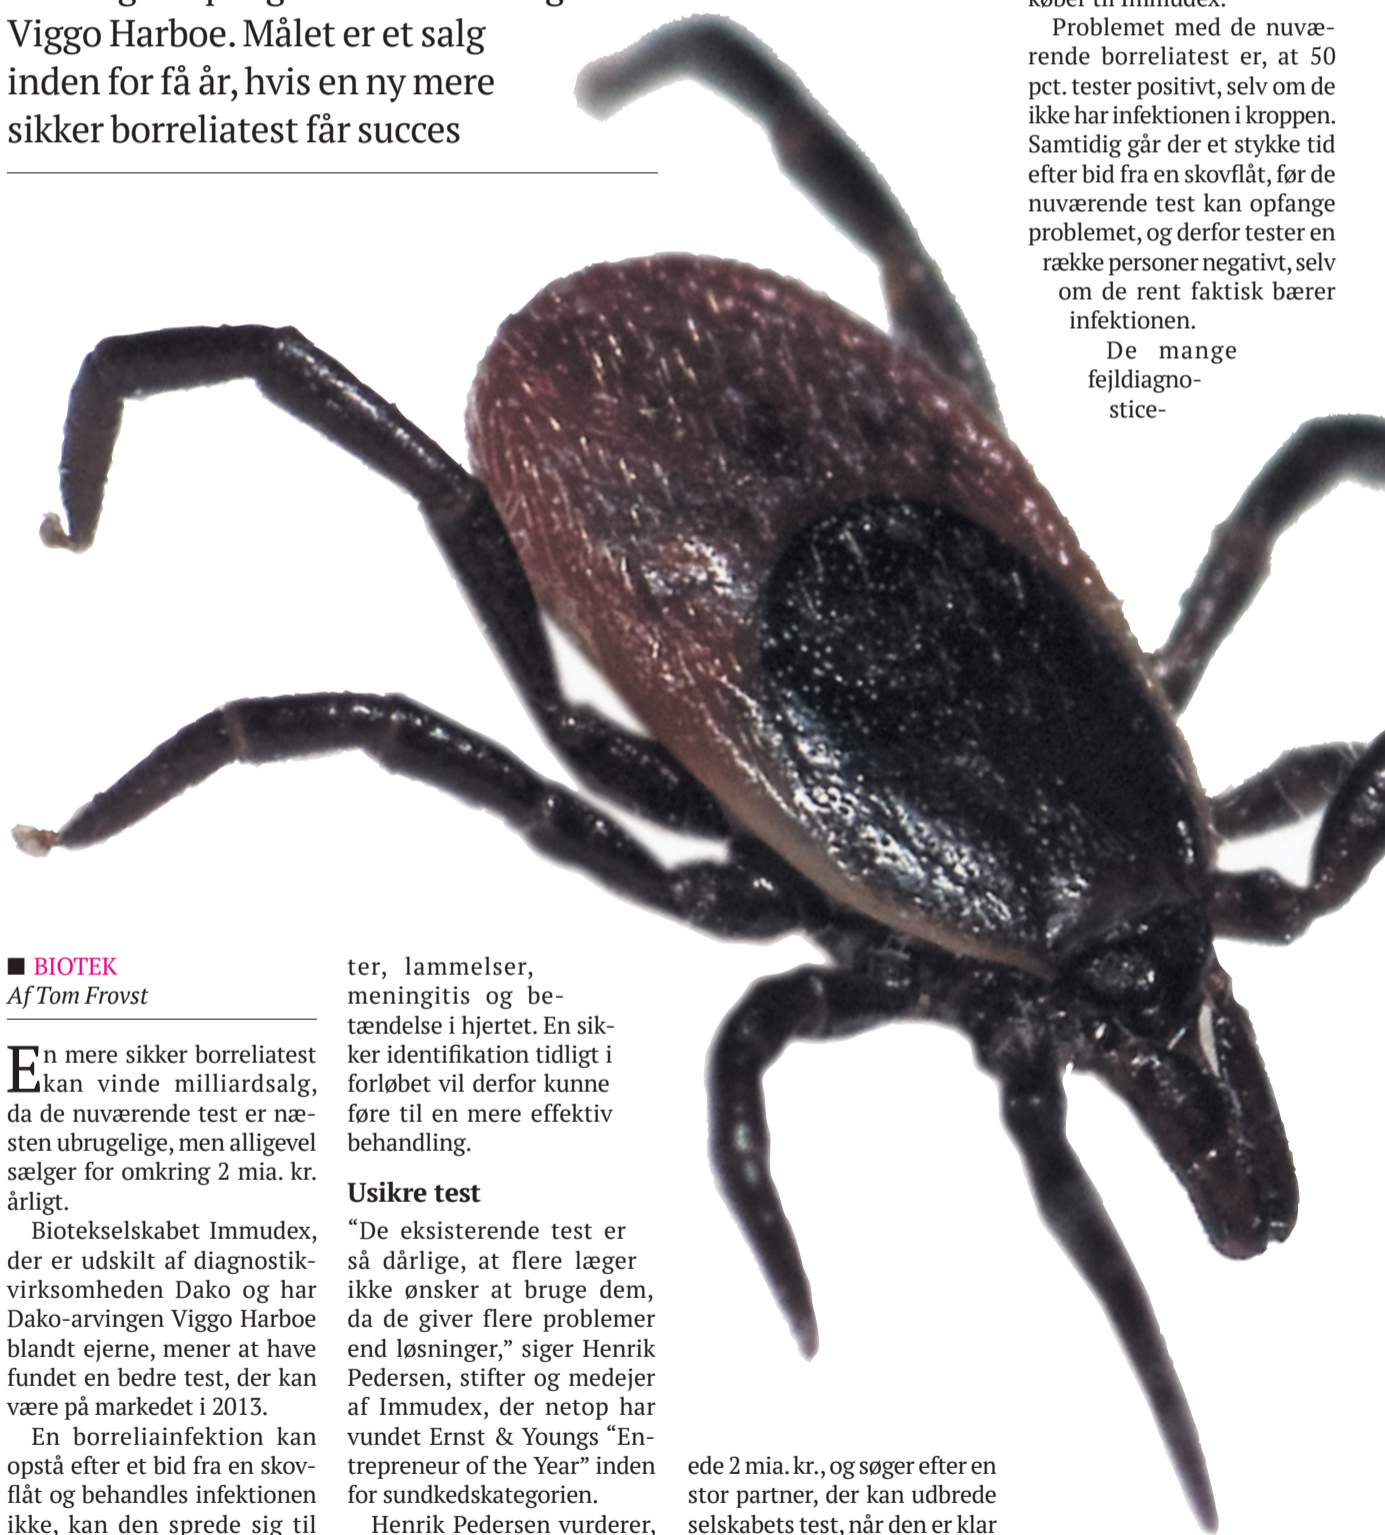 Viggo Harboe. Målet er et salg
inden for få år, hvis en ny mere
sikker borreliatest får succes
■ BIOTEK
Af Tom Frovst
En mere sikker borreliatest
kan vinde milliardsalg,
da de nuværende test er næ-
sten ubrugelige, men alligevel
sælger for omkring 2 mia. kr.
årligt.
Biotekselskabet Immudex,
der er udskilt af diagnostik-
virksomheden Dako og har
Dako-arvingen Viggo Harboe
blandt ejerne, mener at have
fundet en bedre test, der kan
være på markedet i 2013.
En borreliainfektion kan
opstå efter et bid fra en skov-
flåt og behandles infektionen
ikke, kan den sprede sig til
ter, lammelser,
meningitis og be-
tændelse i hjertet. En sik-
ker identifikation tidligt i
forløbet vil derfor kunne
føre til en mere effektiv
behandling.
Usikre test
“De eksisterende test er
så dårlige, at flere læger
ikke ønsker at bruge dem,
da de giver flere problemer
end løsninger,” siger Henrik
Pedersen, stifter og medejer
af Immudex, der netop har
vundet Ernst & Youngs “En-
trepreneur of the Year” inden
for sundkedskategorien.
Henrik Pedersen vurderer,
ede 2 mia. kr., og søger efter en
stor partner, der kan udbrede
selskabets test, når den er klar
køber til Immudex.
Problemet med de nuvæ-
rende borreliatest er, at 50
pct. tester positivt, selv om de
ikke har infektionen i kroppen.
Samtidig går der et stykke tid
efter bid fra en skovflåt, før de
nuværende test kan opfange
problemet, og derfor tester en
række personer negativt, selv
om de rent faktisk bærer
infektionen.
De mange
fejldiagno-
stice-